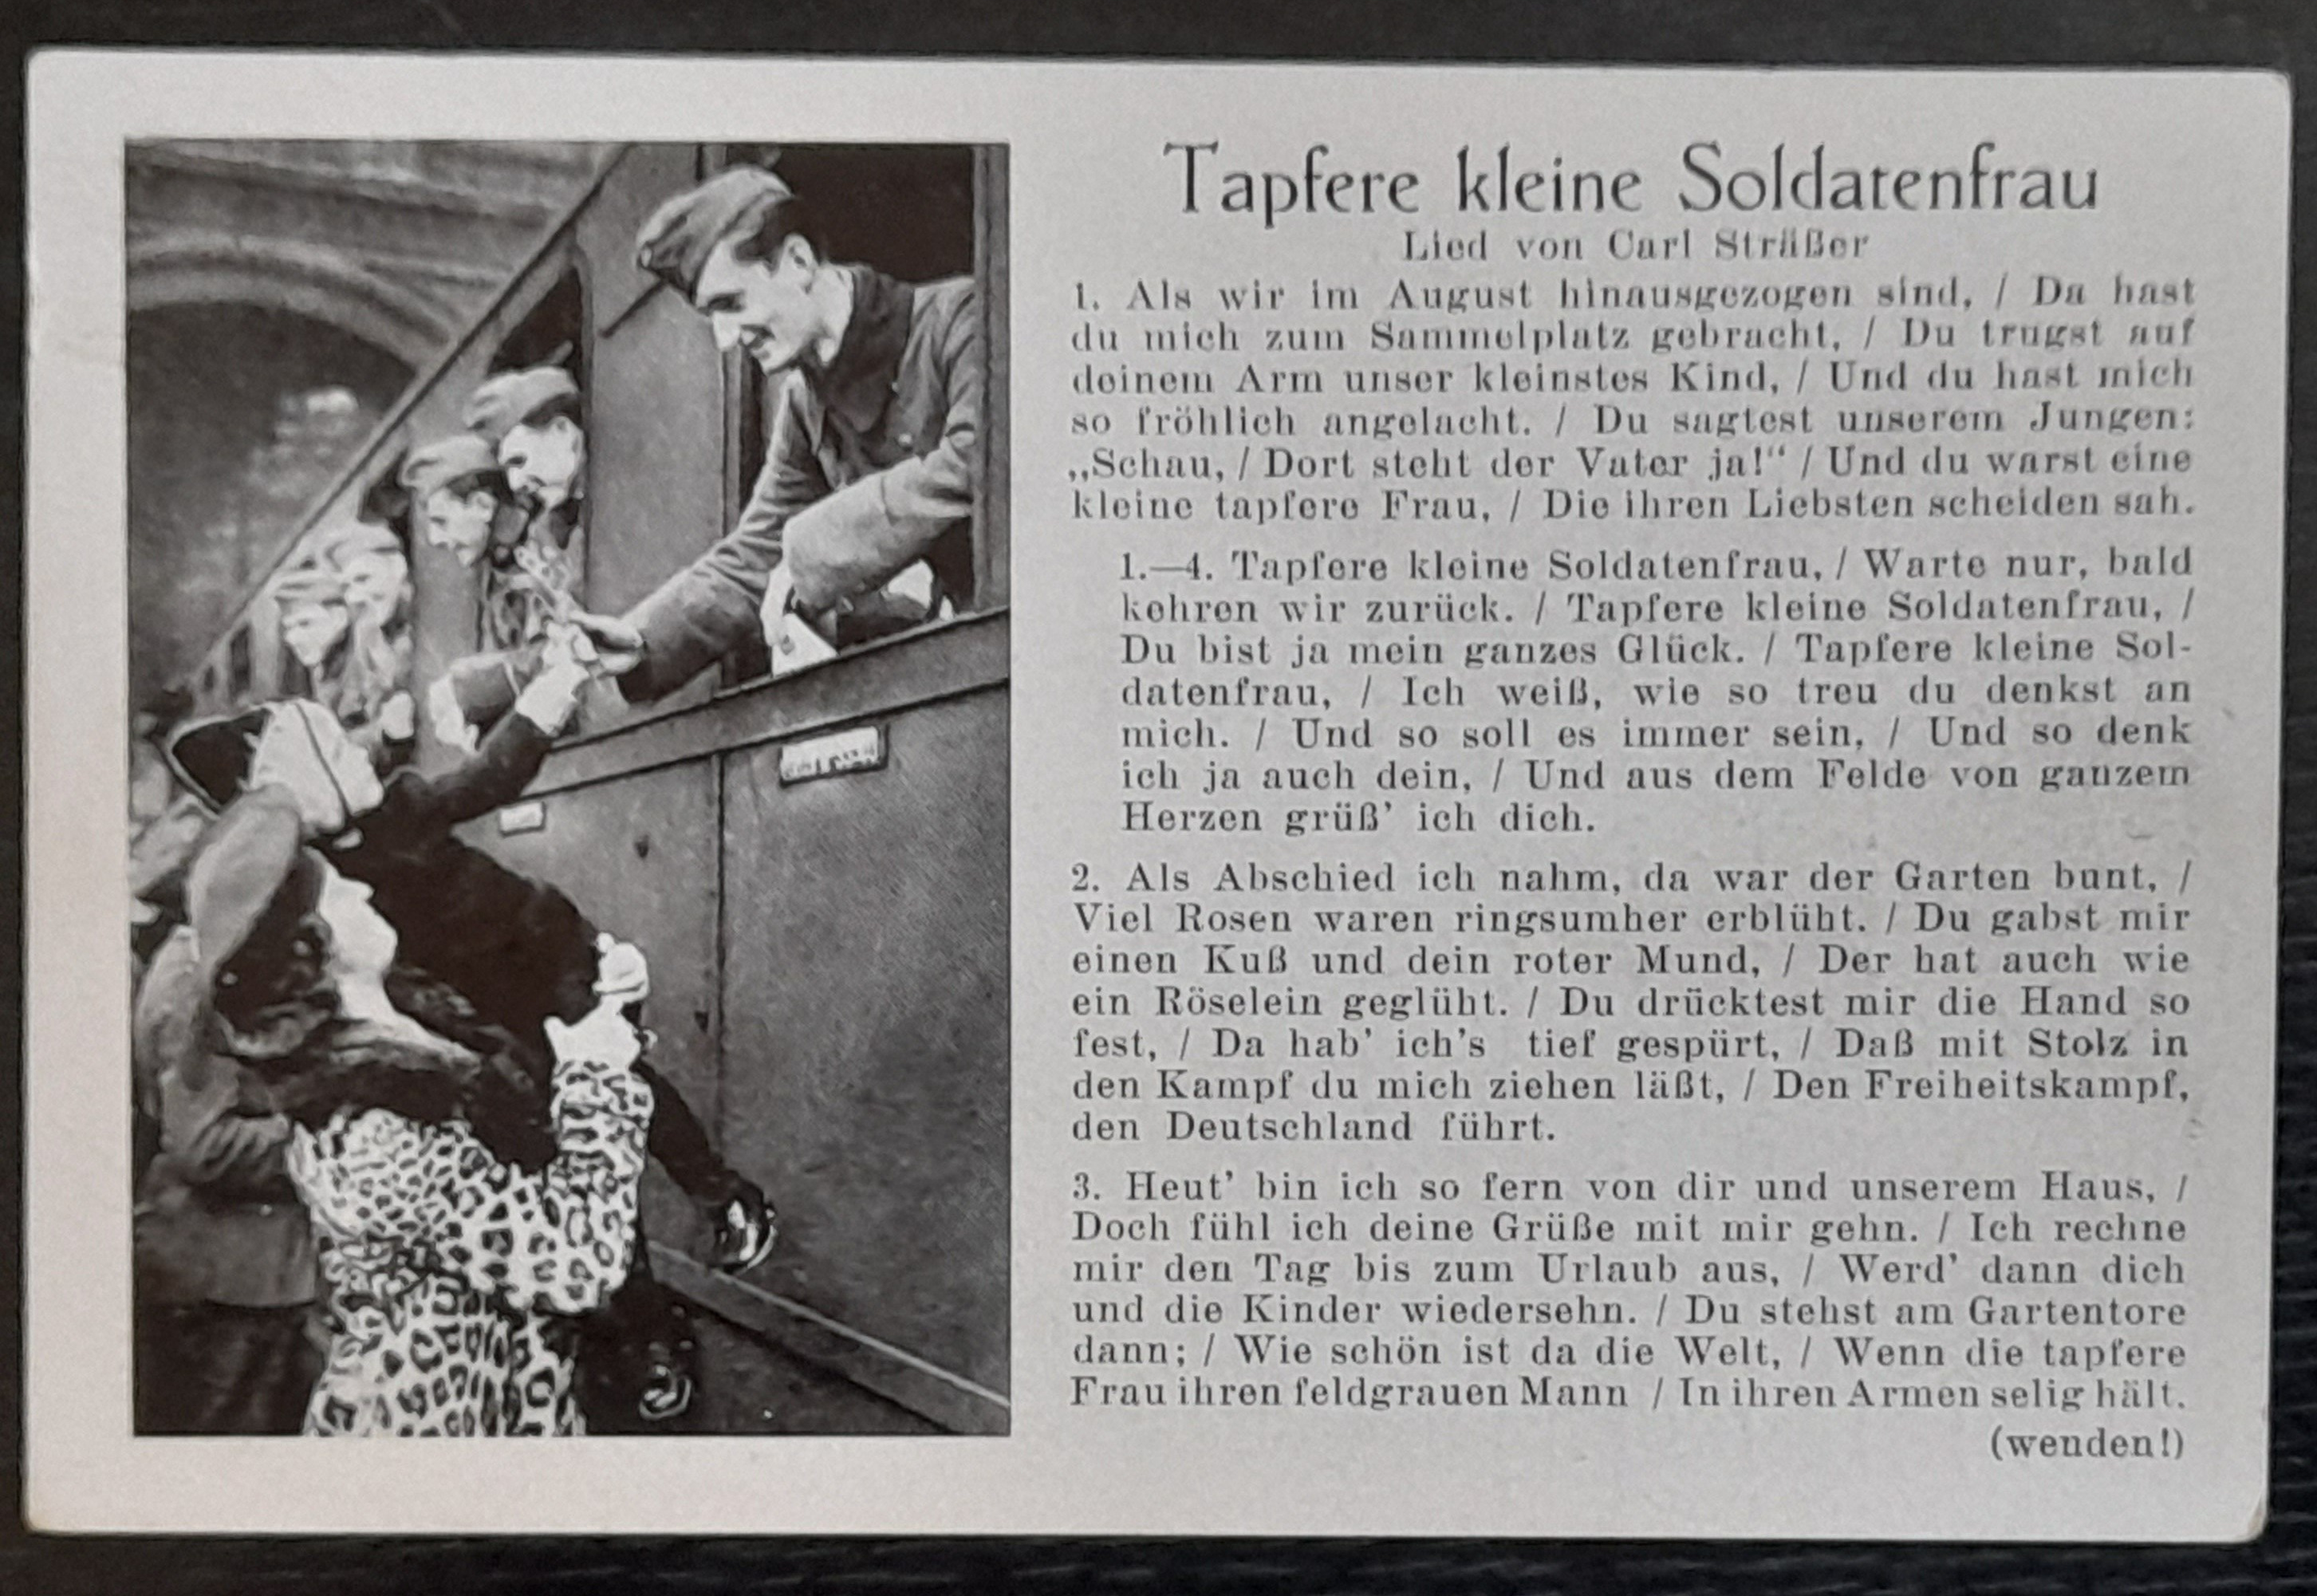 Tapfere kleine Soldatenfrau
Lied von Carl Sträßer
1. Als wir im August hinausgezogen sind, / Da hast
du mich zum Sammelplatz gebracht, / Du trugst auf
deinem Arm unser kleinstes Kind, / Und du hast mich
so fröhlich angelacht. / Du sagtest unserem Jungen:
„Schau, / Dort steht der Vater ja!“ / Und du warst eine
kleine tapfere Frau, / Die ihren Liebsten scheiden sah.
1.—4. Tapfere kleine Soldatenfrau, / Warte nur, bald
kehren wir zurück. / Tapfere kleine Soldatenfrau, /
Du bist ja mein ganzes Glück. / Tapfere kleine Sol-
datenfrau, / Ich weiß, wie so treu du denkst an
mich. / Und so soll es immer sein, / Und so denk
ich ja auch dein, / Und aus dem Felde von ganzem
Herzen grüß’ ich dich.
2. Als Abschied ich nahm, da war der Garten bunt, /
Viel Rosen waren ringsumher erblüht. / Du gabst mir
einen Kuß und dein roter Mund, / Der hat auch wie
ein Röselein geglüht. / Du drücktest mir die Hand so
fest, / Da hab’ ich’s tief gespürt, / Daß mit Stolz in
den Kampf du mich ziehen läßt, / Den Freiheitskampf,
den Deutschland führt.
3. Heut’ bin ich so fern von dir und unserem Haus, /
Doch fühl ich deine Grüße mit mir gehn. / Ich rechne
mir den Tag bis zum Urlaub aus, / Werd’ dann dich
und die Kinder wiedersehn. / Du stehst am Gartentore
dann; / Wie schön ist da die Welt, / Wenn die tapfere
Frau ihren feldgrauen Mann / In ihren Armen selig hält.
(wenden!)